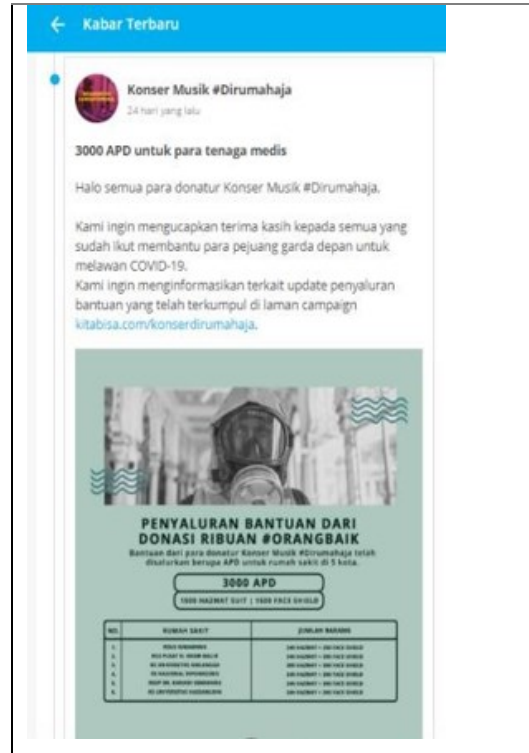 Kabar Terbaru
Konser Musik #Dirumahaja
24 hari yang lalu
3000 APD untuk para tenaga medis
Halo semua para donatur Konser Musik #Dirumahaja,
Kami ingin mengucapkan terima kasih kepada semua yang
sudah ikut membantu para pejuang garda depan untuk
melawan COVID-19.
Kami ingin menginformasikan terkait update penyaluran
bantuan yang telah terkumpul di laman campaign
kitabisa.com/konserdirumahaja.
PENYALURAN BANTUAN DARI
DONASI RIBUAN #ORANGBAIK
Bantuan dari para donatur Konser Musik #Dirumahaja telah
disalurkan berupa APD untuk rumah sakit di 5 kota.
3000 APD
HAZMAT SUIT | FACE SHIELD
NO. RUMAH SAKIT JUMLAH BARANG